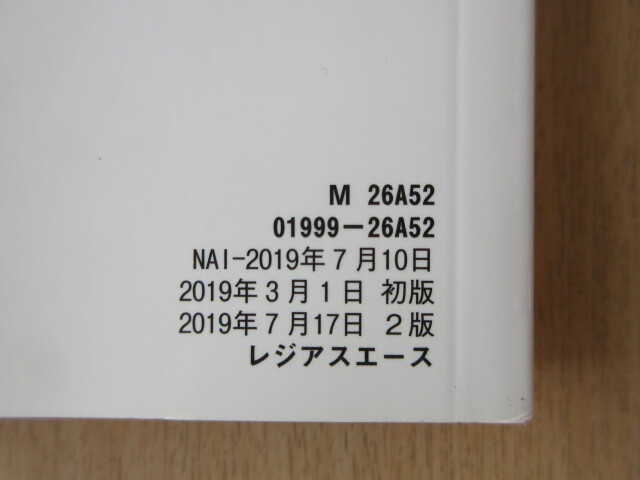 M 26A52
01999-26A52
NAI-2019年7月10日
2019年3月1日 初版
2019年7月17日 2版
レジアスエース